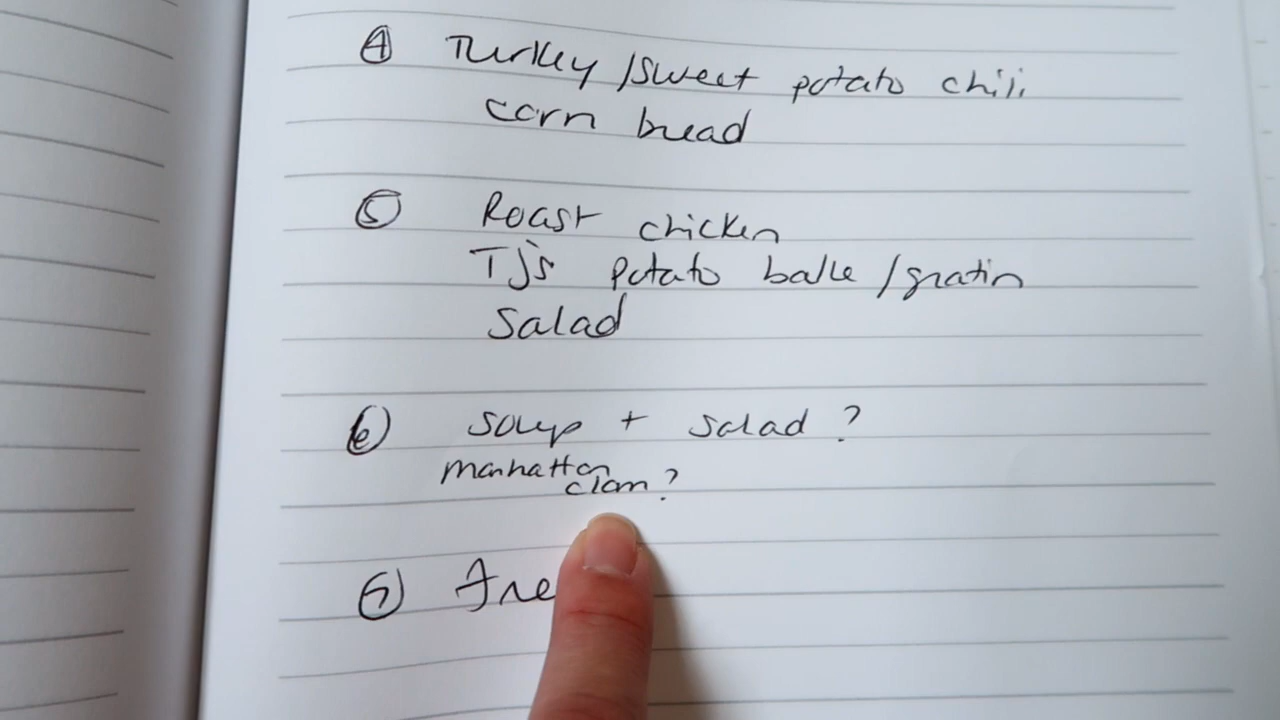 ④ Turkey / Sweet potato chili
corn bread
⑤ Roast chicken
TJ's potato bake / gratin
Salad
⑥ Soup + salad ?
manhattan
clam ?
⑦